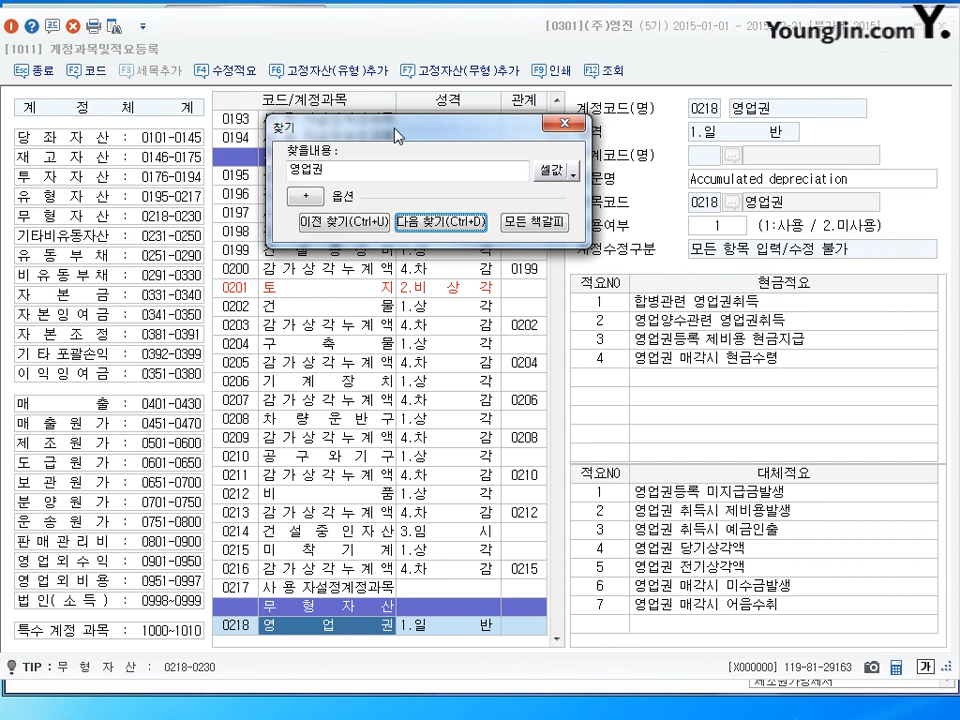 YoungJin.com Y.
[0301](주)영진 (5기) 2015-01-01 ~ 2015-
[1011] 계정과목및적요등록
Esc 종료 F2 코드 F3 세목추가 F4 수정적요 F6 고정자산(유형)추가 F7 고정자산(무형)추가 F9 인쇄 F12 조회
계 정 체 계
당 좌 자 산 : 0101-0145
재 고 자 산 : 0146-0175
투 자 자 산 : 0176-0194
유 형 자 산 : 0195-0217
무 형 자 산 : 0218-0230
기타비유동자산 : 0231-0250
유 동 부 채 : 0251-0290
비 유 동 부 채 : 0291-0330
자 본 금 : 0331-0340
자 본 잉 여 금 : 0341-0350
자 본 조 정 : 0381-0391
기 타 포괄손익 : 0392-0399
이 익 잉 여 금 : 0351-0380
매 출 : 0401-0430
매 출 원 가 : 0451-0470
제 조 원 가 : 0501-0600
도 급 원 가 : 0601-0650
보 관 원 가 : 0651-0700
분 양 원 가 : 0701-0750
운 송 원 가 : 0751-0800
판 매 관 리 비 : 0801-0900
영 업 외 수 익 : 0901-0950
영 업 외 비 용 : 0951-0997
법 인( 소 득 ) : 0998-0999
특수 계정 과목 : 1000~1010
코드/계정과목 성격 관계
0193
0194
0195
0196
0197
0198
0199
0200 감 가 상 각 누 계 액 4.차 감 0199
0201 토 지 2.비 상 각
0202 건 물 1.상 각
0203 감 가 상 각 누 계 액 4.차 감 0202
0204 구 축 물 1.상 각
0205 감 가 상 각 누 계 액 4.차 감 0204
0206 기 계 장 치 1.상 각
0207 감 가 상 각 누 계 액 4.차 감 0206
0208 차 량 운 반 구 1.상 각
0209 감 가 상 각 누 계 액 4.차 감 0208
0210 공 구 와 기 구 1.상 각
0211 감 가 상 각 누 계 액 4.차 감 0210
0212 비 품 1.상 각
0213 감 가 상 각 누 계 액 4.차 감 0212
0214 건 설 중 인 자 산 3.임 시
0215 미 착 기 계 1.상 각
0216 감 가 상 각 누 계 액 4.차 감 0215
0217 사 용 자설정계정과목
무 형 자 산
0218 영 업 권 1.일 반
찾기
찾을내용:
영업권 셀값
+ 옵션
이전 찾기(Ctrl+U) 다음 찾기(Ctrl+D) 모든 책갈피
계정코드(명) 0218 영업권
격 1.일 반
계코드(명)
문명 Accumulated depreciation
목코드 0218 영업권
용여부 1 (1:사용 / 2.미사용)
계정수정구분 모든 항목 입력/수정 불가
적요NO 현금적요
1 합병관련 영업권취득
2 영업양수관련 영업권취득
3 영업권등록 제비용 현금지급
4 영업권 매각시 현금수령
적요NO 대체적요
1 영업권등록 미지급금발생
2 영업권 취득시 제비용발생
3 영업권 취득시 예금인출
4 영업권 당기상각액
5 영업권 전기상각액
6 영업권 매각시 미수금발생
7 영업권 매각시 어음수취
TIP : 무 형 자 산 : 0218-0230
[X000000] 119-81-29163 가